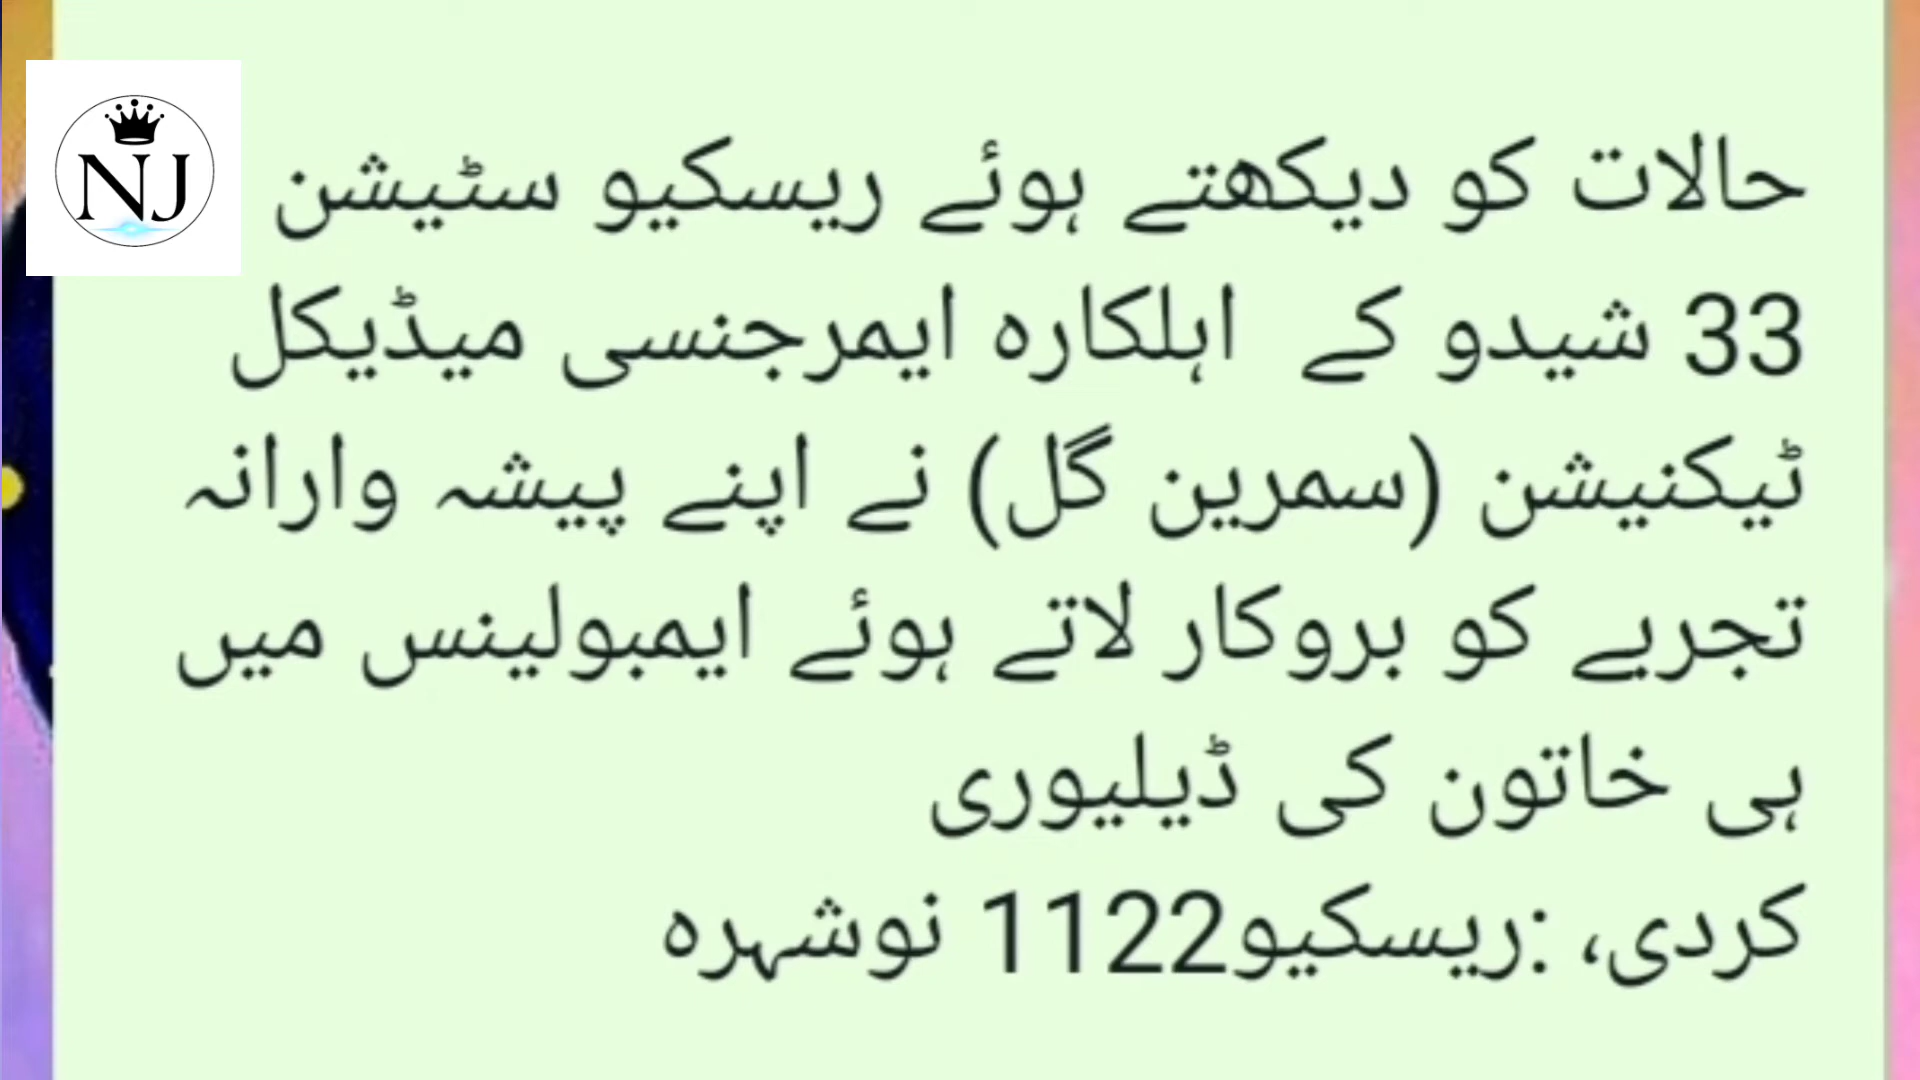 NJ
حالات کو دیکھتے ہوئے ریسکیو سٹیشن
33 شیدو کے اہلکارہ ایمرجنسی میڈیکل
ٹیکنیشن (سمرین گل) نے اپنے پیشہ وارانہ
تجربے کو بروکار لاتے ہوئے ایمبولینس میں
ہی خاتون کی ڈیلیوری
کردی، :ریسکیو1122 نوشہرہ